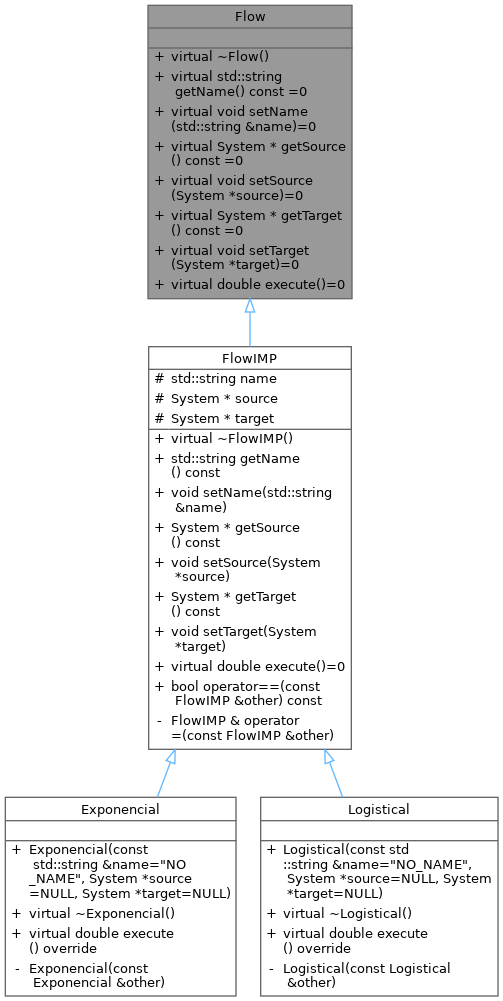 Flow
+ virtual ~Flow()
+ virtual std::string
getName() const =0
+ virtual void setName
(std::string &name)=0
+ virtual System * getSource
() const =0
+ virtual void setSource
(System *source)=0
+ virtual System * getTarget
() const =0
+ virtual void setTarget
(System *target)=0
+ virtual double execute()=0
FlowIMP
# std::string name
# System * source
# System * target
+ virtual ~FlowIMP()
+ std::string getName
() const
+ void setName(std::string
&name)
+ System * getSource
() const
+ void setSource(System
*source)
+ System * getTarget
() const
+ void setTarget(System
*target)
+ virtual double execute()=0
+ bool operator==(const
FlowIMP &other) const
- FlowIMP & operator
=(const FlowIMP &other)
Exponencial
+ Exponencial(const
std::string &name="NO
_NAME", System *source
=NULL, System *target=NULL)
+ virtual ~Exponencial()
+ virtual double execute
() override
- Exponencial(const
Exponencial &other)
Logistical
+ Logistical(const std
::string &name="NO_NAME",
System *source=NULL, System
*target=NULL)
+ virtual ~Logistical()
+ virtual double execute
() override
- Logistical(const Logistical
&other)